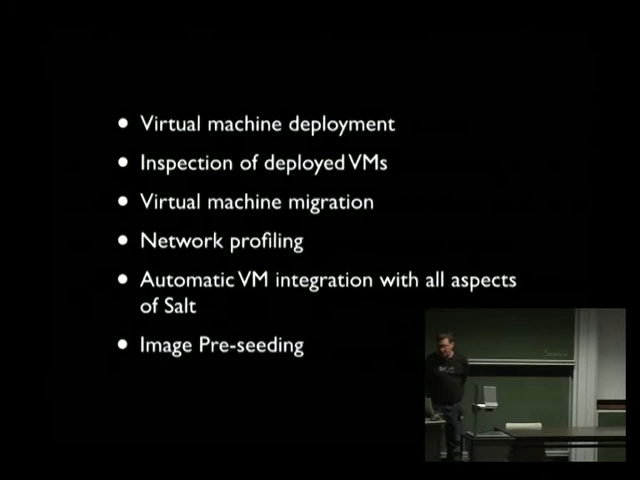 Virtual machine deployment
Inspection of deployed VMs
Virtual machine migration
Network profiling
Automatic VM integration with all aspects
of Salt
Image Pre-seeding